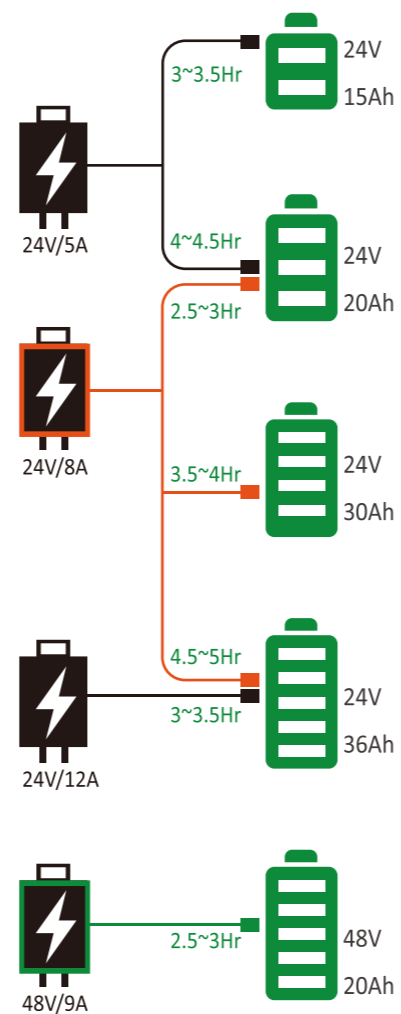 24V
3~3.5Hr
15Ah
24V/5A
4~4.5Hr
24V
2.5~3Hr
20Ah
24V/8A
3.5~4Hr
24V
30Ah
4.5~5Hr
24V
3~3.5Hr
36Ah
24V/12A
48V
2.5~3Hr
20Ah
48V/9A